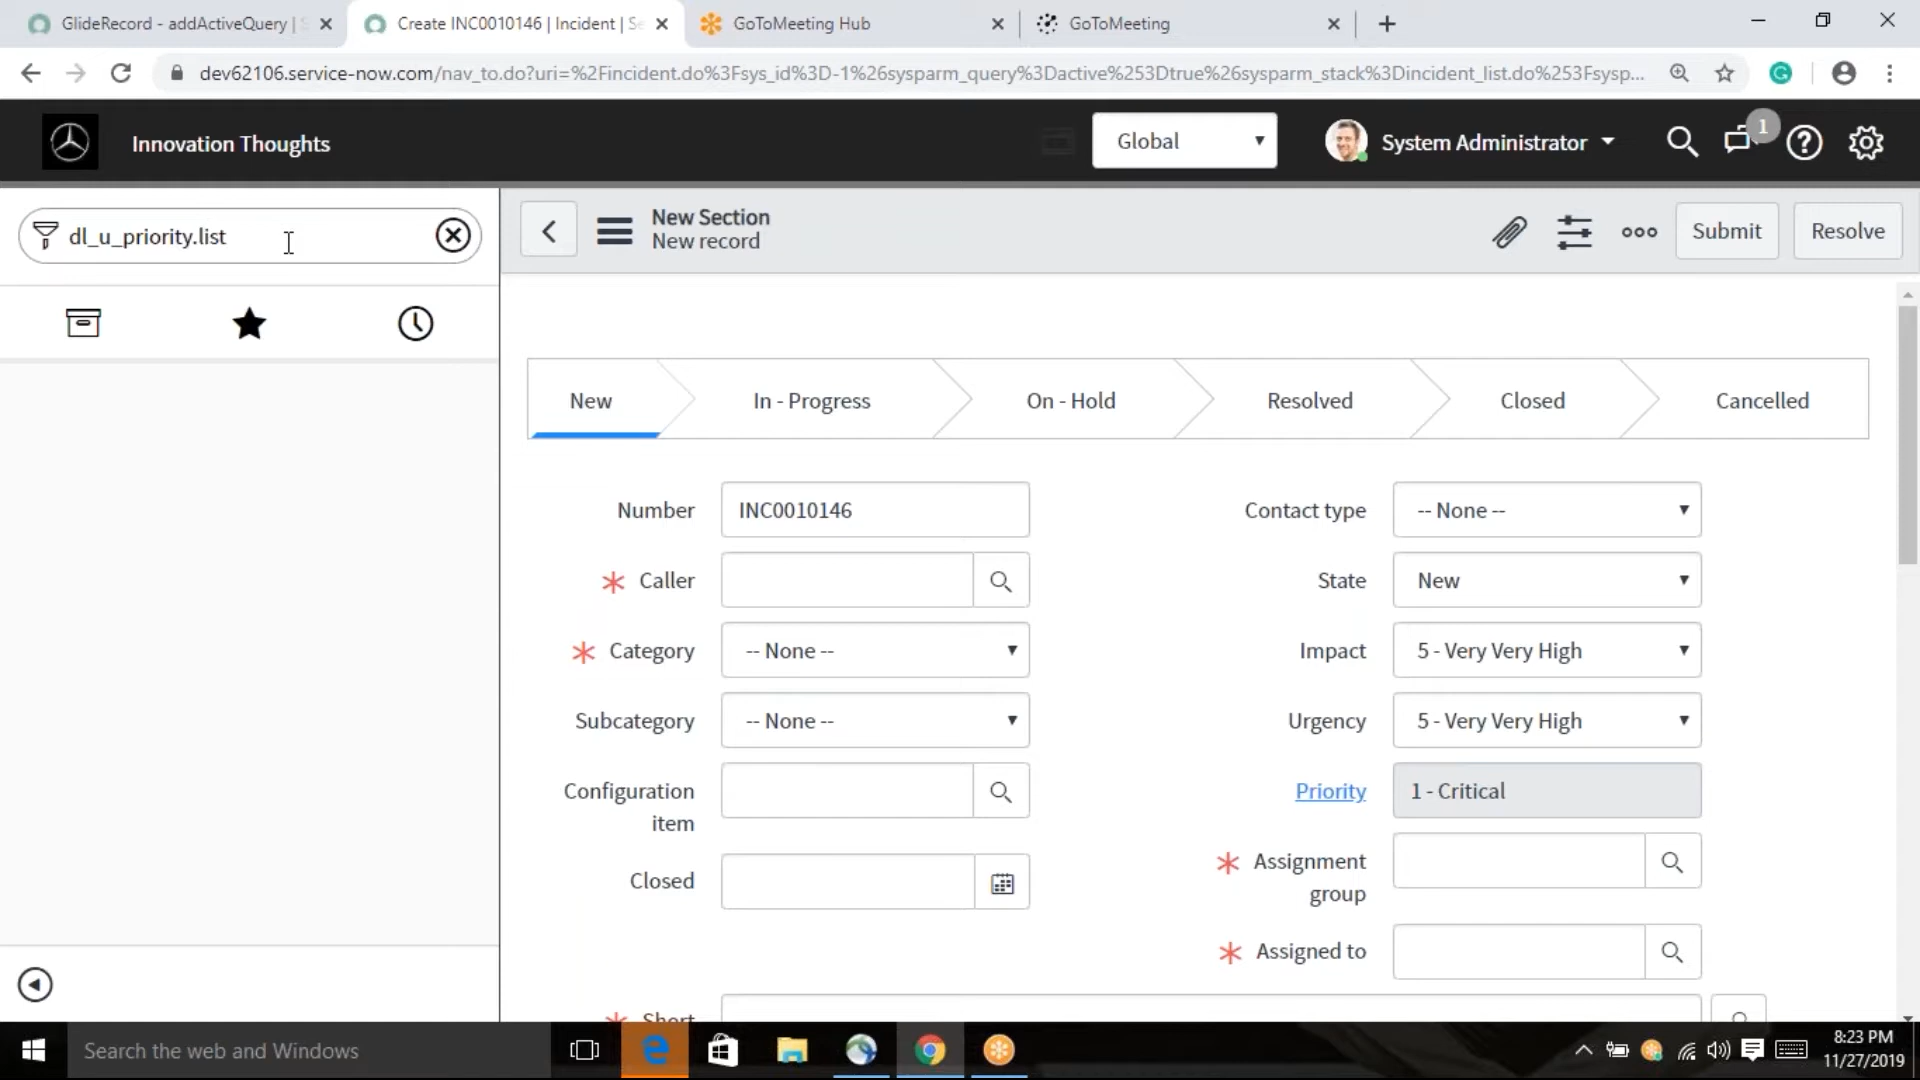 GlideRecord - addActiveQuery | S
Create INC0010146 | Incident | Se
GoToMeeting Hub
GoToMeeting
dev62106.service-now.com/nav_to.do?uri=%2Fincident.do%3Fsys_id%3D-1%26sysparm_query%3Dactive%253Dtrue%26sysparm_stack%3Dincident_list.do%253Fsysp...
Innovation Thoughts
Global
System Administrator
1
dl_u_priority.list
New Section
New record
Submit
Resolve
New
In - Progress
On - Hold
Resolved
Closed
Cancelled
Number
INC0010146
Contact type
-- None --
Caller
State
New
Category
-- None --
Impact
5 - Very Very High
Subcategory
-- None --
Urgency
5 - Very Very High
Configuration
item
Priority
1 - Critical
Closed
Assignment
group
Assigned to
Short
Search the web and Windows
8:23 PM
11/27/2019